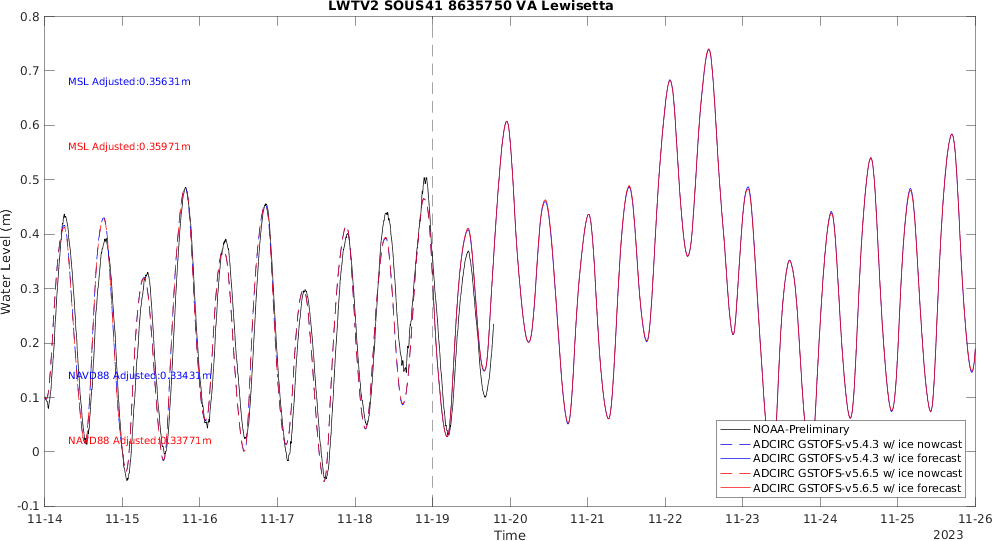 LWTV2 SOUS41 8635750 VA Lewisetta
0.8
0.7
0.6
0.5
0.4
0.3
0.2
0.1
0
-0.1
Water Level (m)
MSL Adjusted:0.35631m
MSL Adjusted:0.35971m
NAVD88 Adjusted:0.33431m
NAVD88 Adjusted:0.33771m
NOAA-Preliminary
ADCIRC GSTOFS-v5.4.3 w/ ice nowcast
ADCIRC GSTOFS-v5.4.3 w/ ice forecast
ADCIRC GSTOFS-v5.6.5 w/ ice nowcast
ADCIRC GSTOFS-v5.6.5 w/ ice forecast
11-14 11-15 11-16 11-17 11-18 11-19 11-20 11-21 11-22 11-23 11-24 11-25 11-26
Time
2023